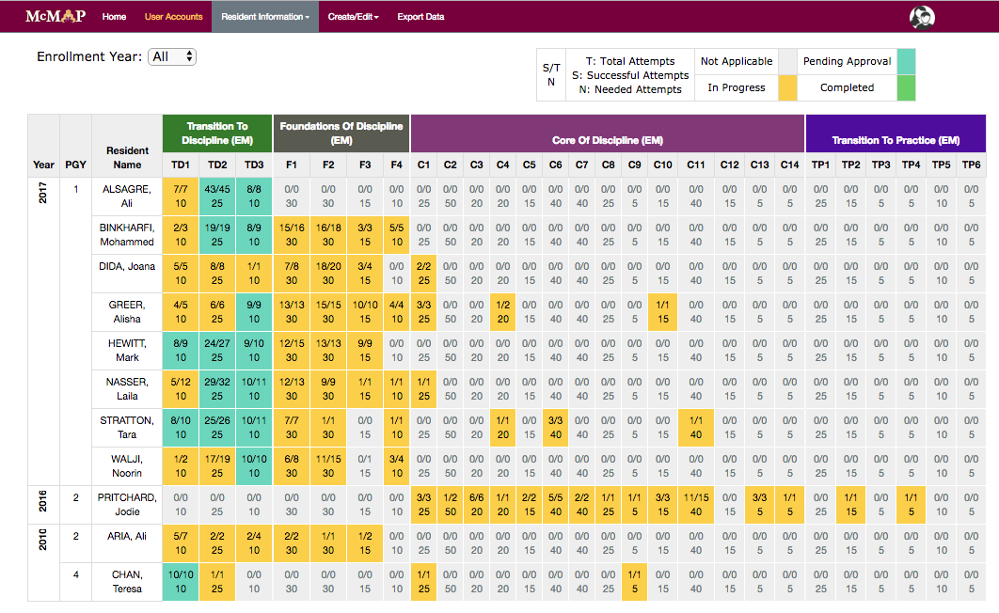 McMAP Home User Accounts Resident Information Create/Edit Export Data
Enrollment Year: All
S/T
N
T: Total Attempts
S: Successful Attempts
N: Needed Attempts
Not Applicable
Pending Approval
In Progress
Completed
Transition To Discipline (EM)
Foundations Of Discipline (EM)
Core Of Discipline (EM)
Transition To Practice (EM)
Year PGY Resident Name TD1 TD2 TD3 F1 F2 F3 F4 C1 C2 C3 C4 C5 C6 C7 C8 C9 C10 C11 C12 C13 C14 TP1 TP2 TP3 TP4 TP5 TP6
2017 1 ALSAGRE, 7/7 43/45 8/8 0/0 0/0 0/0 0/0 0/0 0/0 0/0 0/0 0/0 0/0 0/0 0/0 0/0 0/0 0/0 0/0 0/0 0/0 0/0 0/0 0/0 0/0 0/0 0/0
Ali 10 25 10 30 30 15 10 25 50 20 20 15 40 40 25 5 15 40 15 5 5 25 15 5 5 10 5
BINKHARFI, 2/3 19/19 8/9 15/16 16/18 3/3 5/5 0/0 0/0 0/0 0/0 0/0 0/0 0/0 0/0 0/0 0/0 0/0 0/0 0/0 0/0 0/0 0/0 0/0 0/0 0/0 0/0
Mohammed 10 25 10 30 30 15 10 25 50 20 20 15 40 40 25 5 15 40 15 5 5 25 15 5 5 10 5
DIDA, Joana 5/5 8/8 1/1 7/8 18/20 3/4 0/0 2/2 0/0 0/0 0/0 0/0 0/0 0/0 0/0 0/0 0/0 0/0 0/0 0/0 0/0 0/0 0/0 0/0 0/0 0/0 0/0
10 25 10 30 30 15 10 25 50 20 20 15 40 40 25 5 15 40 15 5 5 25 15 5 5 10 5
GREER, 4/5 6/6 9/9 13/13 15/15 10/10 4/4 3/3 0/0 0/0 1/2 0/0 0/0 0/0 0/0 0/0 1/1 0/0 0/0 0/0 0/0 0/0 0/0 0/0 0/0 0/0 0/0
Alisha 10 25 10 30 30 15 10 25 50 20 20 15 40 40 25 5 15 40 15 5 5 25 15 5 5 10 5
HEWITT, 8/9 24/27 9/10 12/15 13/13 9/9 0/0 0/0 0/0 0/0 0/0 0/0 0/0 0/0 0/0 0/0 0/0 0/0 0/0 0/0 0/0 0/0 0/0 0/0 0/0 0/0 0/0
Mark 10 25 10 30 30 15 10 25 50 20 20 15 40 40 25 5 15 40 15 5 5 25 15 5 5 10 5
NASSER, 5/12 29/32 10/11 12/13 9/9 1/1 1/1 1/1 0/0 0/0 0/0 0/0 0/0 0/0 0/0 0/0 0/0 0/0 0/0 0/0 0/0 0/0 0/0 0/0 0/0 0/0 0/0
Laila 10 25 10 30 30 15 10 25 50 20 20 15 40 40 25 5 15 40 15 5 5 25 15 5 5 10 5
STRATTON, 8/10 25/26 10/11 7/7 1/1 0/0 1/1 0/0 0/0 0/0 1/1 0/0 3/3 0/0 0/0 0/0 0/0 1/1 0/0 0/0 0/0 0/0 0/0 0/0 0/0 0/0 0/0
Tara 10 25 10 30 30 15 10 25 50 20 20 15 40 40 25 5 15 40 15 5 5 25 15 5 5 10 5
WALJI, 1/2 17/19 10/10 6/8 11/15 0/1 3/4 0/0 0/0 0/0 0/0 0/0 0/0 0/0 0/0 0/0 0/0 0/0 0/0 0/0 0/0 0/0 0/0 0/0 0/0 0/0 0/0
Noorin 10 25 10 30 30 15 10 25 50 20 20 15 40 40 25 5 15 40 15 5 5 25 15 5 5 10 5
2016 2 PRITCHARD, 0/0 0/0 0/0 0/0 0/0 0/0 0/0 3/3 1/2 6/6 1/1 2/2 5/5 2/2 1/1 1/1 3/3 11/15 0/0 3/3 1/1 0/0 1/1 0/0 1/1 0/0 0/0
Jodie 10 25 10 30 30 15 10 25 50 20 20 15 40 40 25 5 15 40 15 5 5 25 15 5 5 10 5
2010 2 ARIA, Ali 5/7 2/2 2/4 2/2 1/1 1/2 0/0 0/0 0/0 0/0 0/0 0/0 0/0 0/0 0/0 0/0 0/0 0/0 0/0 0/0 0/0 0/0 0/0 0/0 0/0 0/0 0/0
10 25 10 30 30 15 10 25 50 20 20 15 40 40 25 5 15 40 15 5 5 25 15 5 5 10 5
4 CHAN, 10/10 1/1 0/0 0/0 0/0 0/0 0/0 1/1 0/0 0/0 0/0 0/0 0/0 0/0 0/0 1/1 0/0 0/0 0/0 0/0 0/0 0/0 0/0 0/0 0/0 0/0 0/0
Teresa 10 25 10 30 30 15 10 25 50 20 20 15 40 40 25 5 15 40 15 5 5 25 15 5 5 10 5